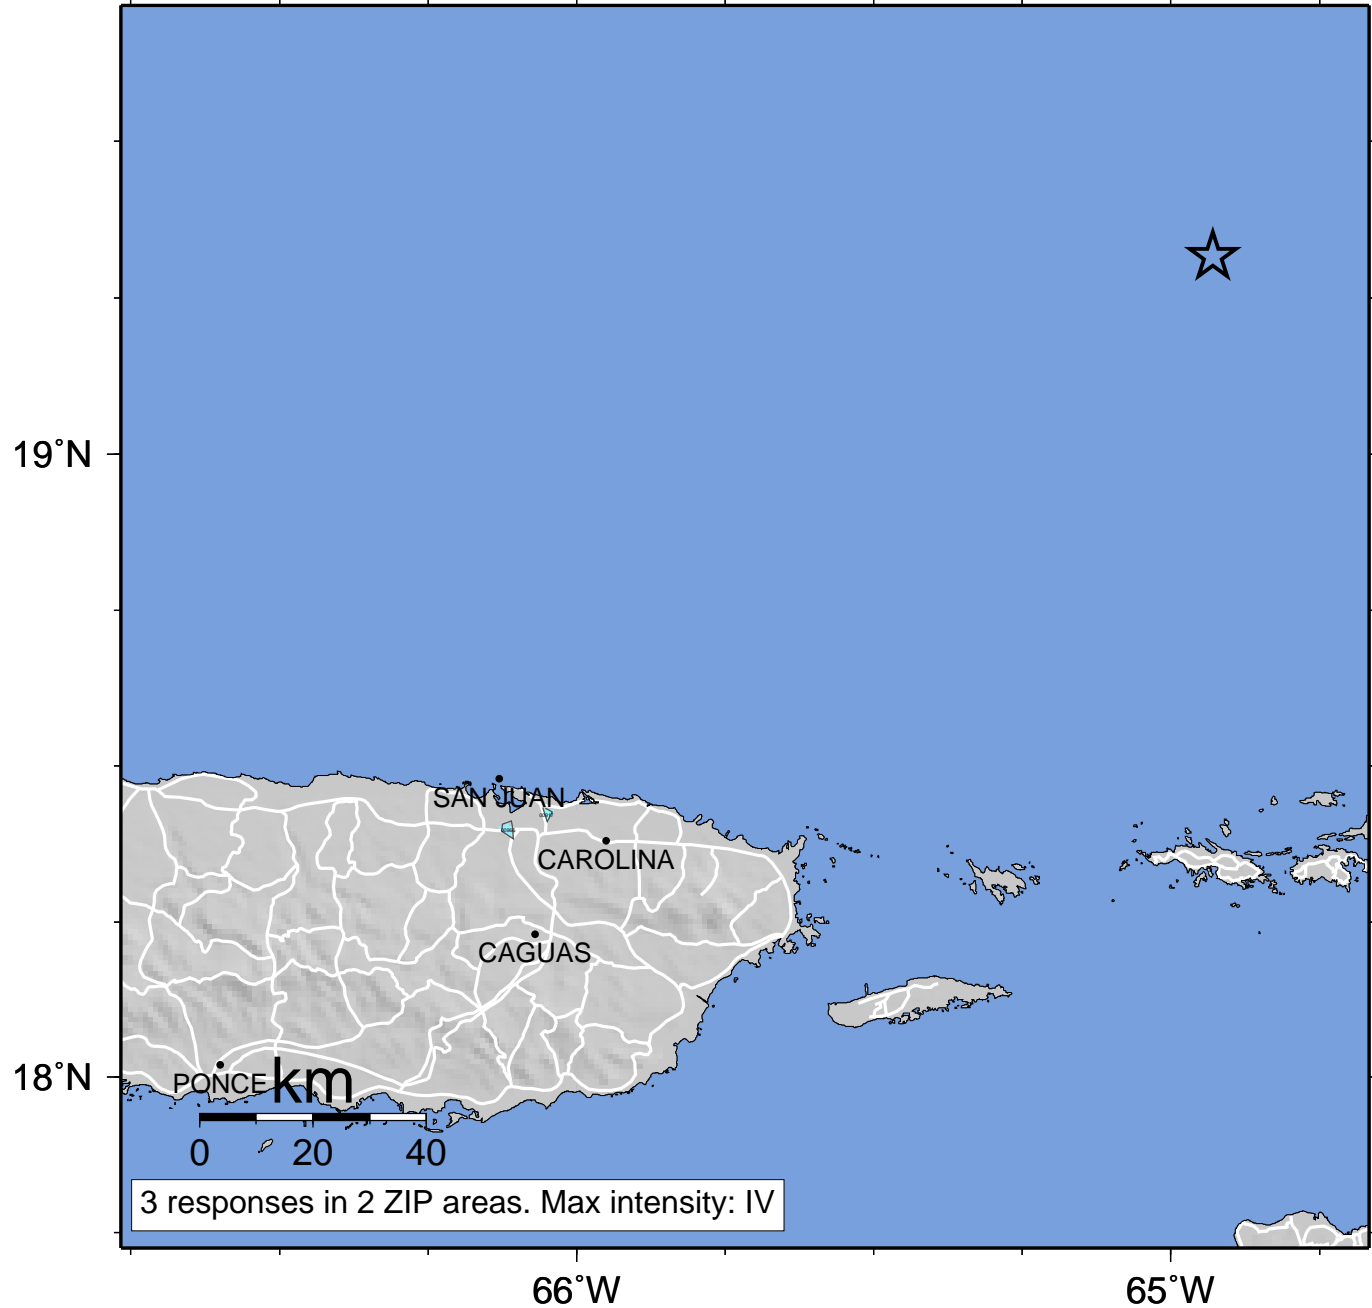 19°N
SAN JUAN
CAROLINA
CAGUAS
18°N
PONCE
km
0 20 40
3 responses in 2 ZIP areas. Max intensity: IV
66°W 65°W